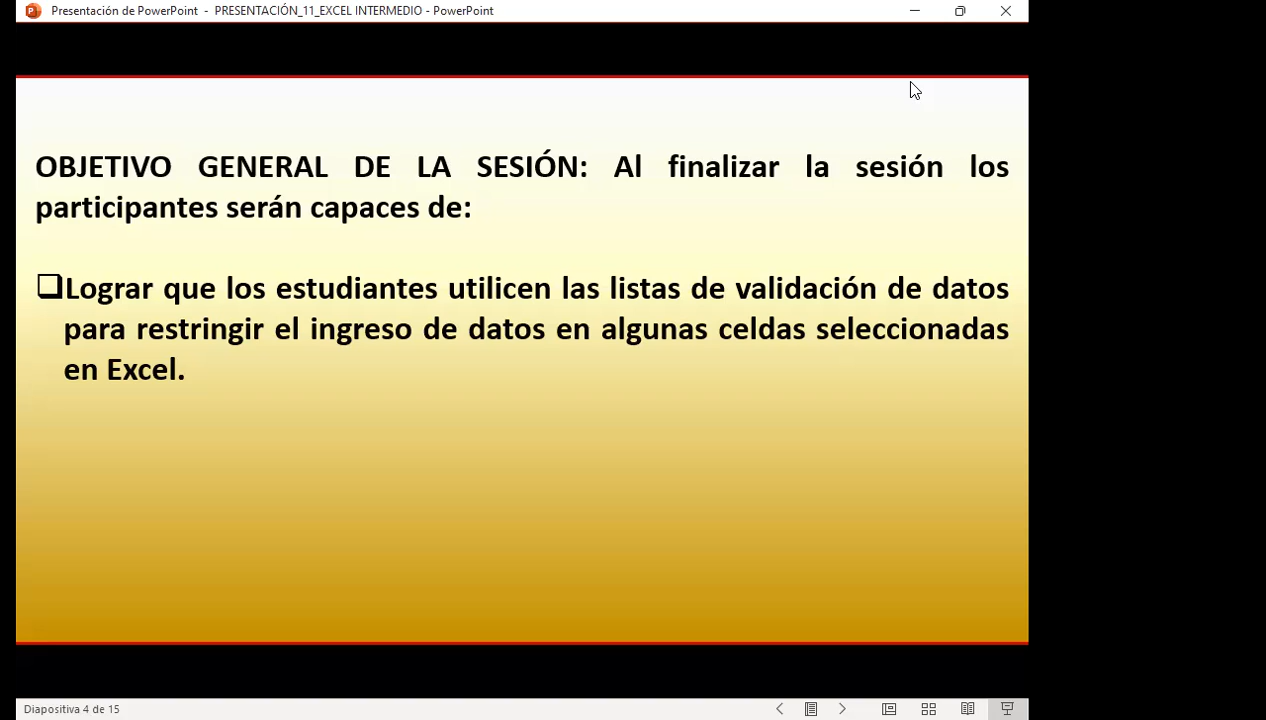 Presentación de PowerPoint - PRESENTACIÓN_11_EXCEL INTERMEDIO - PowerPoint
OBJETIVO GENERAL DE LA SESIÓN: Al finalizar la sesión los
participantes serán capaces de:
Lograr que los estudiantes utilicen las listas de validación de datos
para restringir el ingreso de datos en algunas celdas seleccionadas
en Excel.
Diapositiva 4 de 15